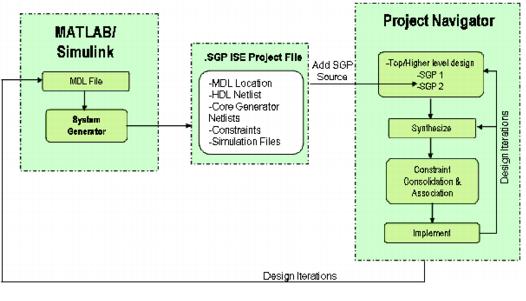 MATLAB/
Simulink
MDL File
System
Generator
.SGP ISE Project File
-MDL Location
-HDL Netlist
-Core Generator
Netlists
-Constraints
-Simulation Files
Add SGP
Source
Project Navigator
-Top/Higher level design
-SGP 1
-SGP 2
Synthesize
Constraint
Consolidation &
Association
Implement
Design Iterations
Design Iterations